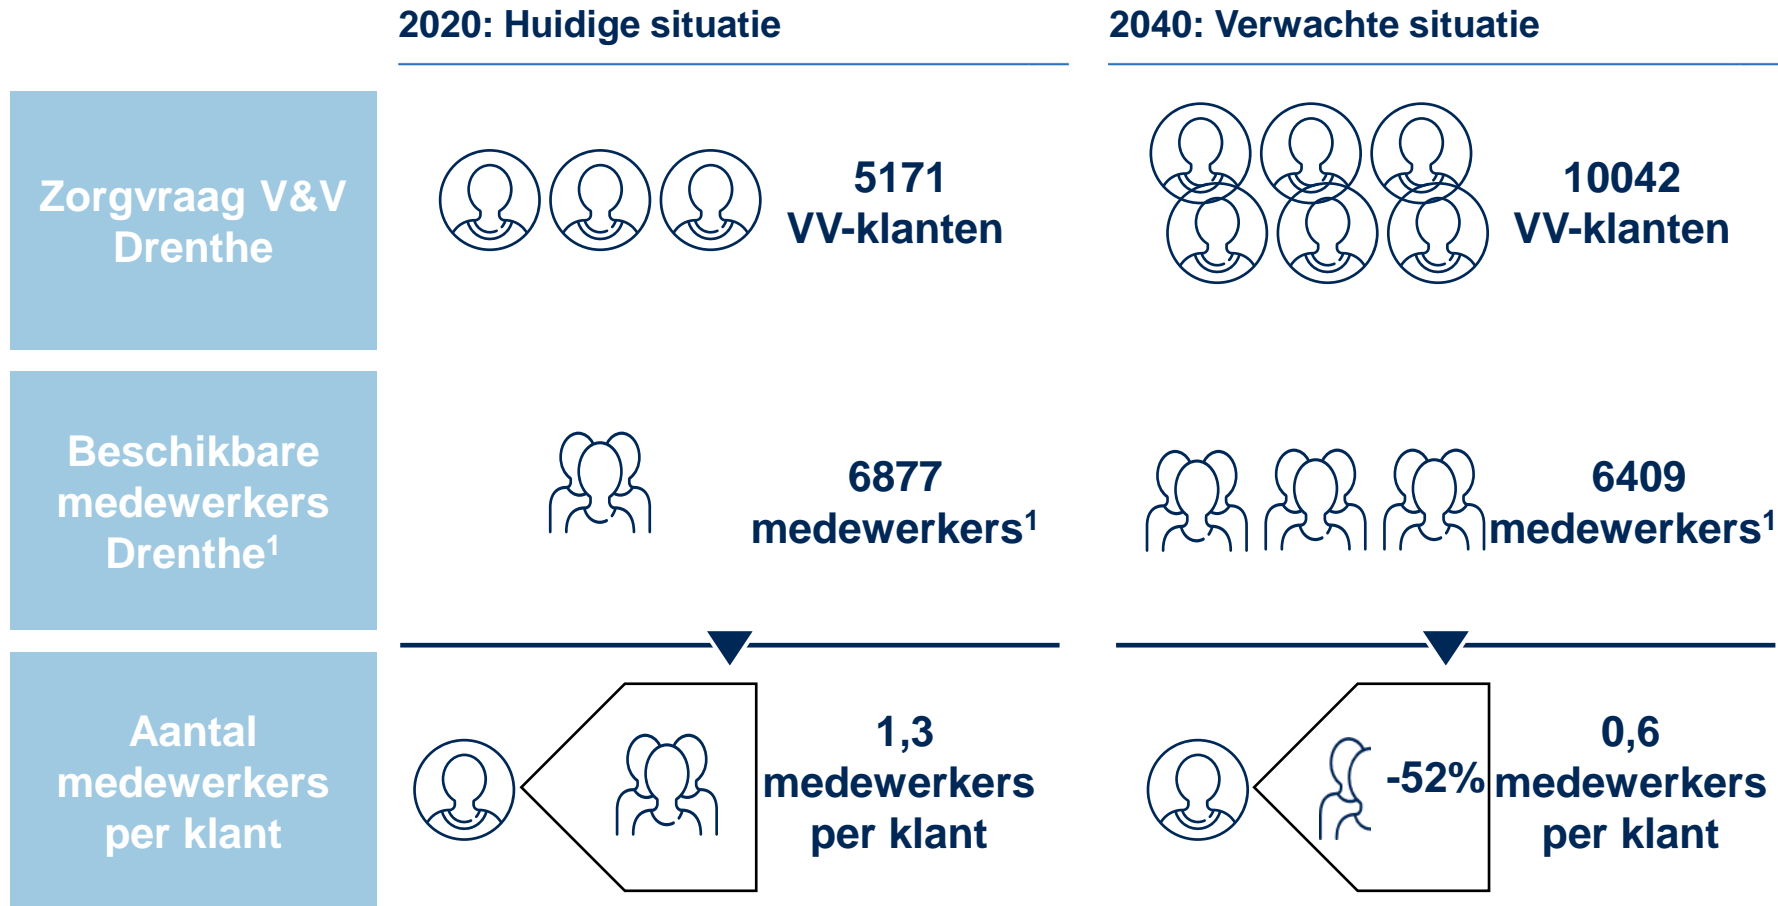 2020: Huidige situatie
2040: Verwachte situatie
Zorgvraag V&V
Drenthe
5171
VV-klanten
10042
VV-klanten
Beschikbare
medewerkers
Drenthe¹
6877
medewerkers¹
6409
medewerkers¹
Aantal
medewerkers
per klant
1,3
medewerkers
per klant
-52%
0,6
medewerkers
per klant